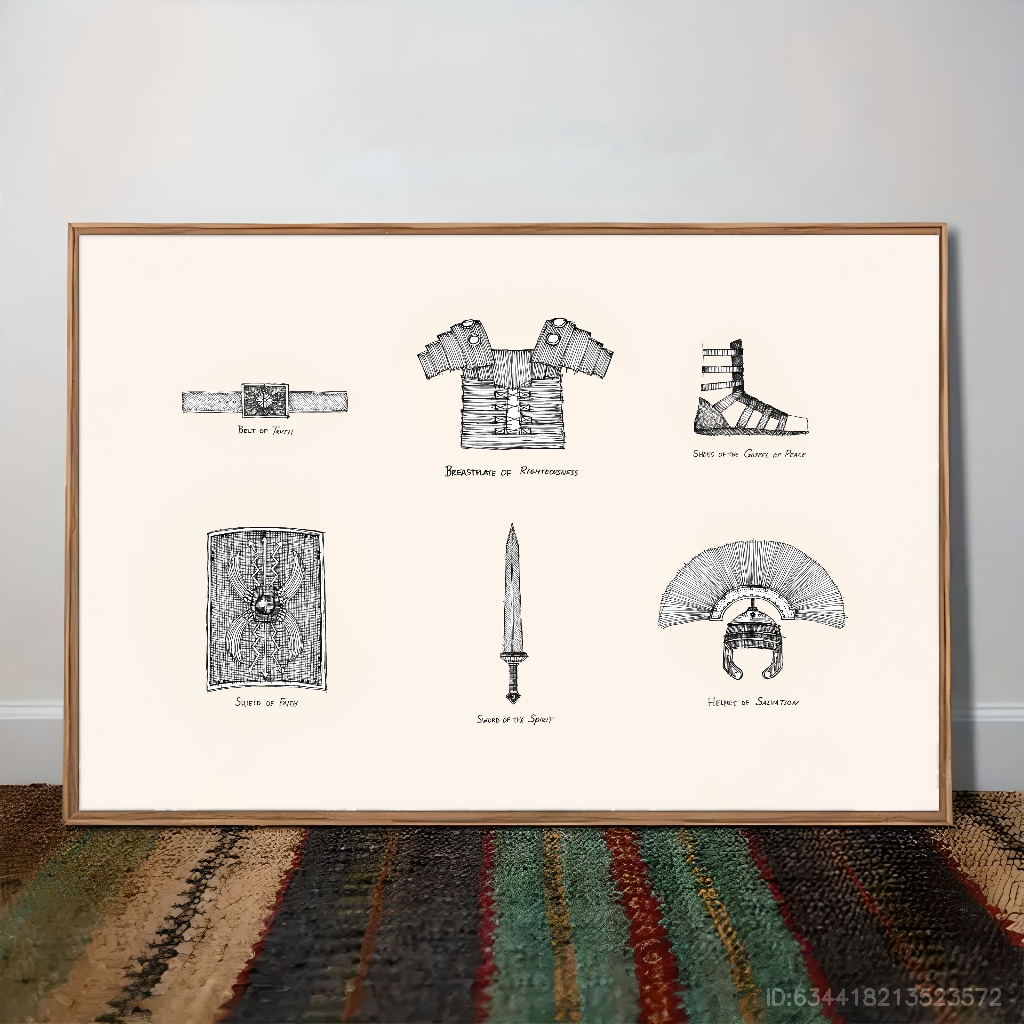 Belt of Truth
Breastplate of Righteousness
Shoes of the Gospel of Peace
Shield of Faith
Sword of the Spirit
Helmet of Salvation
ID:634418213523572